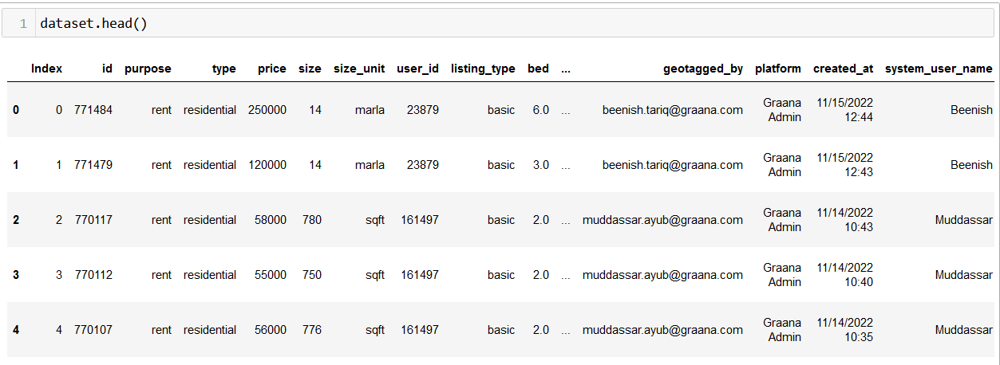 1 dataset.head()
Index id purpose type price size size_unit user_id listing_type bed ... geotagged_by platform created_at system_user_name
0 0 771484 rent residential 250000 14 marla 23879 basic 6.0 ... beenish.tariq@graana.com Graana Admin 11/15/2022 12:44 Beenish
1 1 771479 rent residential 120000 14 marla 23879 basic 3.0 ... beenish.tariq@graana.com Graana Admin 11/15/2022 12:43 Beenish
2 2 770117 rent residential 58000 780 sqft 161497 basic 2.0 ... muddassar.ayub@graana.com Graana Admin 11/14/2022 10:43 Muddassar
3 3 770112 rent residential 55000 750 sqft 161497 basic 2.0 ... muddassar.ayub@graana.com Graana Admin 11/14/2022 10:40 Muddassar
4 4 770107 rent residential 56000 776 sqft 161497 basic 2.0 ... muddassar.ayub@graana.com Graana Admin 11/14/2022 10:35 Muddassar